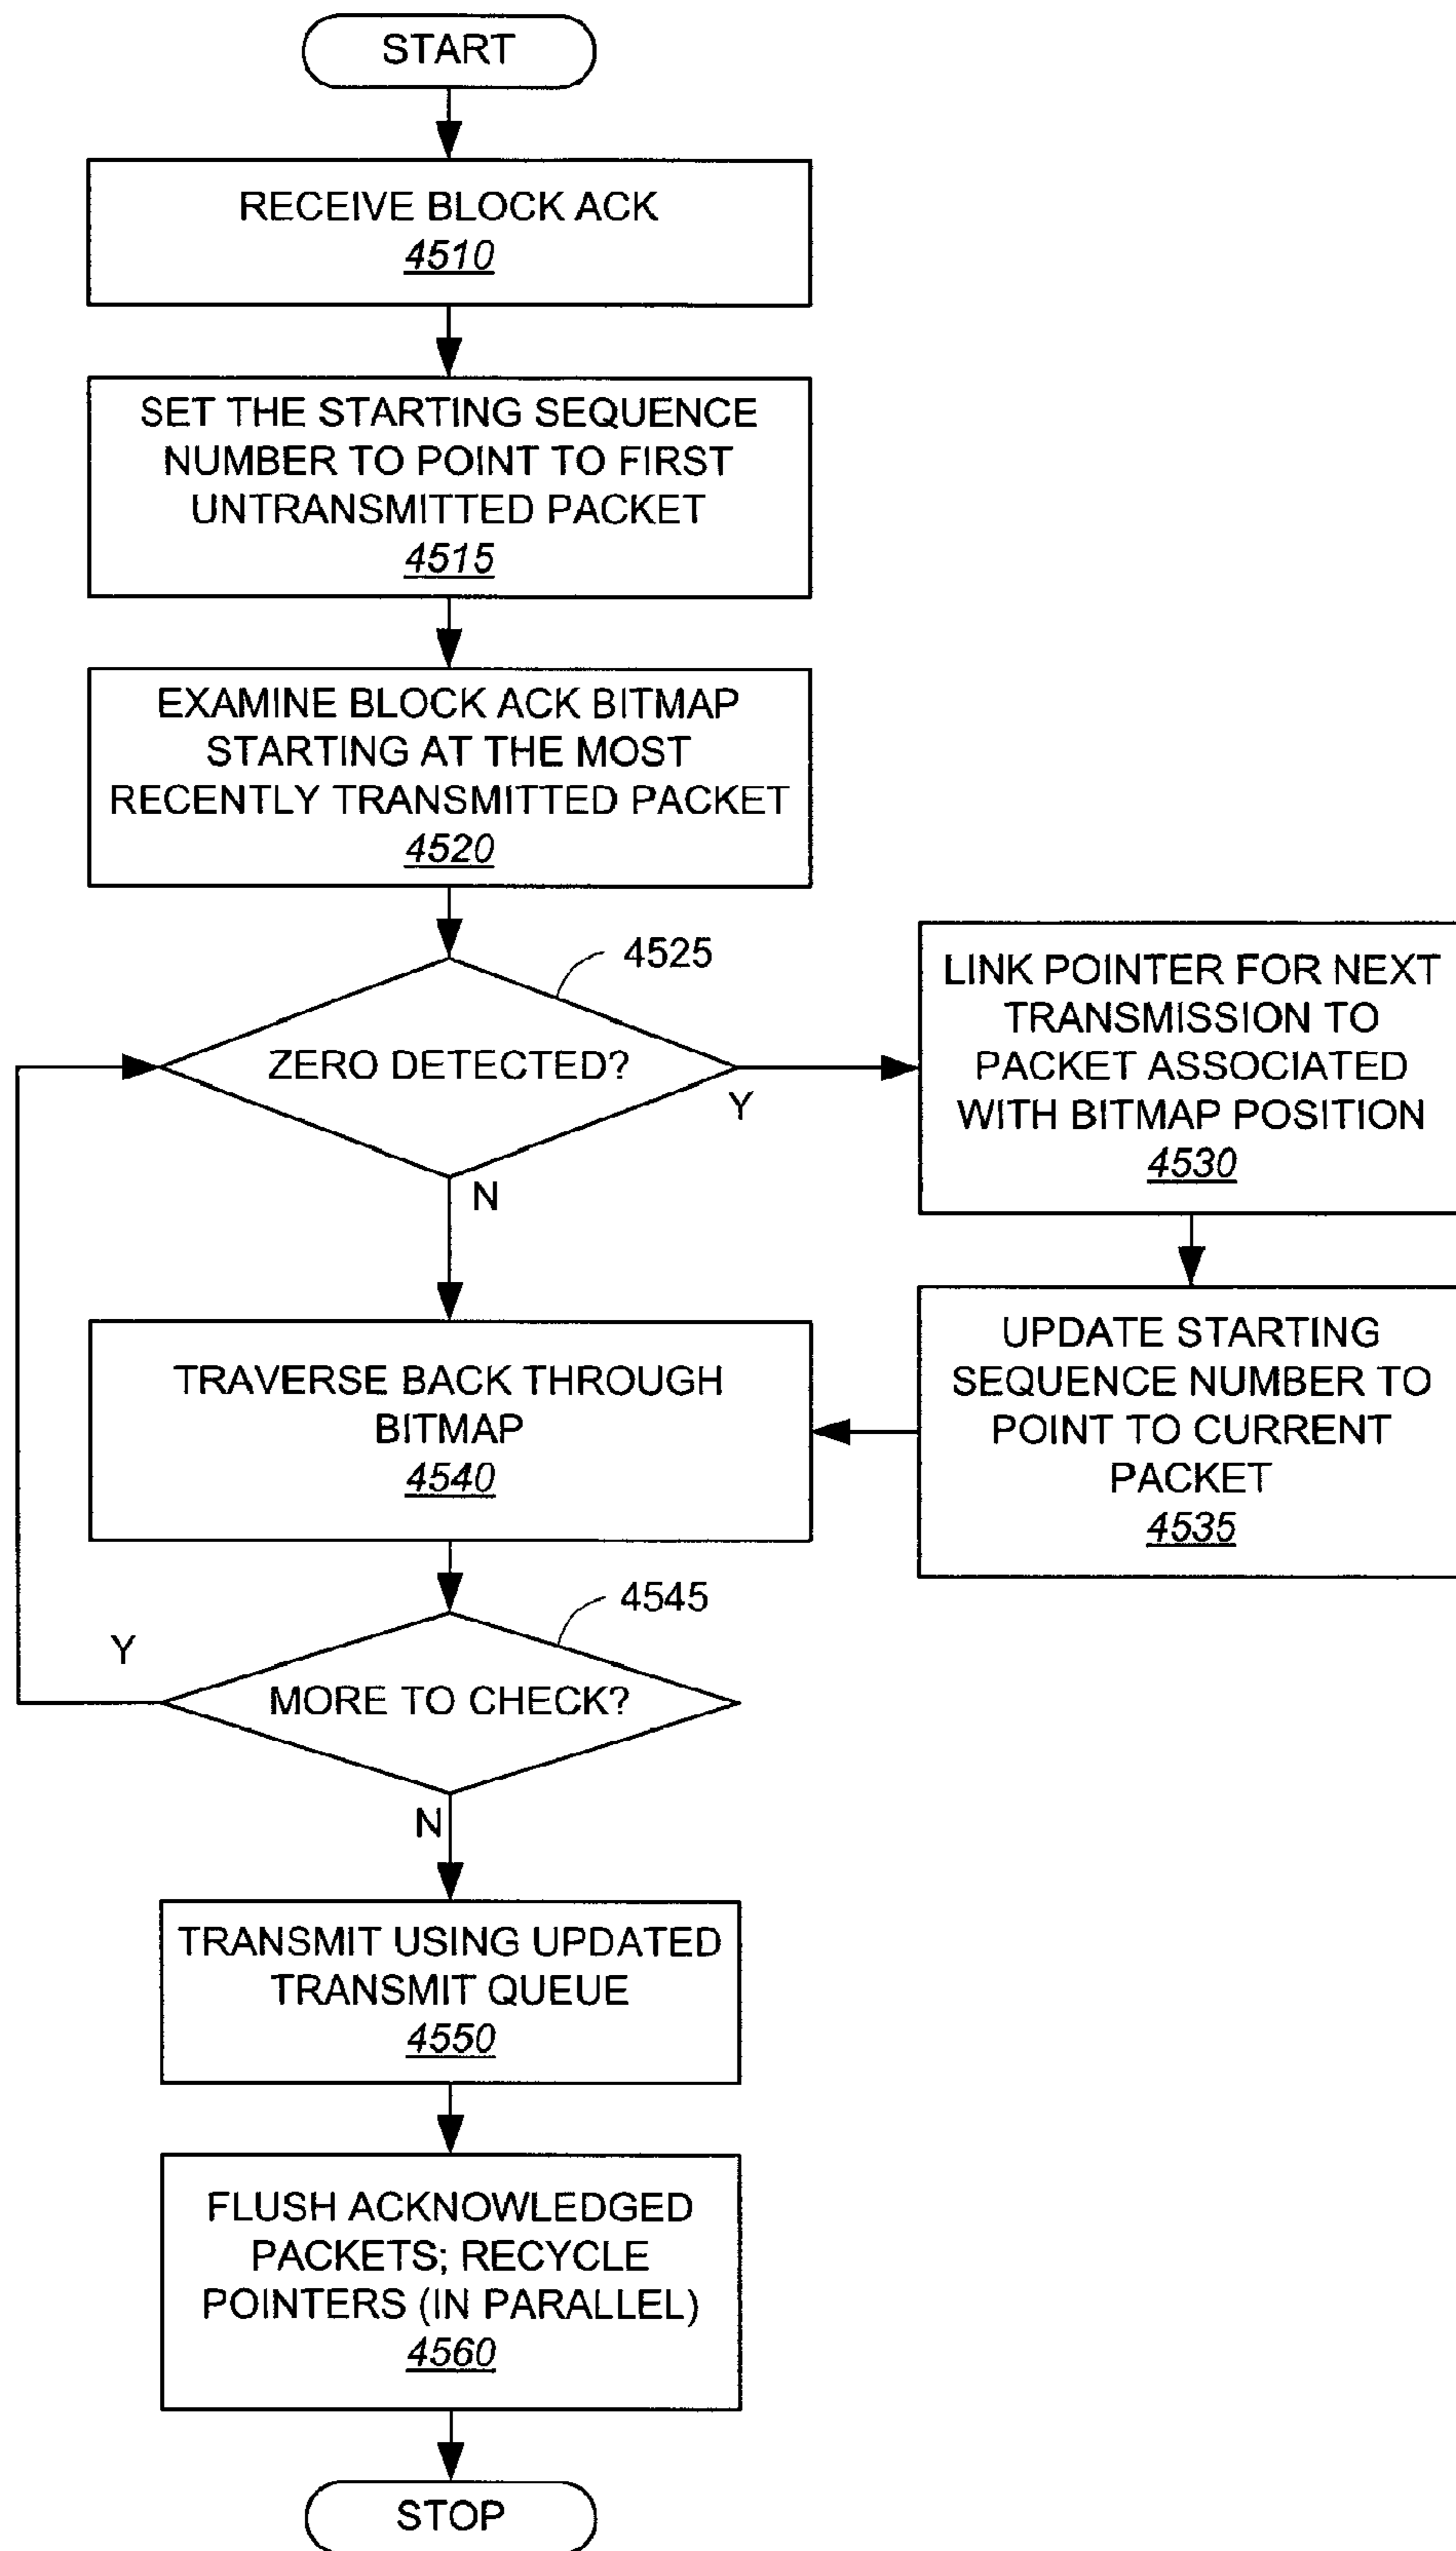 START
RECEIVE BLOCK ACK
4510
SET THE STARTING SEQUENCE
NUMBER TO POINT TO FIRST
UNTRANSMITTED PACKET
4515
EXAMINE BLOCK ACK BITMAP
STARTING AT THE MOST
RECENTLY TRANSMITTED PACKET
4520
4525
ZERO DETECTED?
Y
N
LINK POINTER FOR NEXT
TRANSMISSION TO
PACKET ASSOCIATED
WITH BITMAP POSITION
4530
UPDATE STARTING
SEQUENCE NUMBER TO
POINT TO CURRENT
PACKET
4535
TRAVERSE BACK THROUGH
BITMAP
4540
4545
Y
MORE TO CHECK?
N
TRANSMIT USING UPDATED
TRANSMIT QUEUE
4550
FLUSH ACKNOWLEDGED
PACKETS; RECYCLE
POINTERS (IN PARALLEL)
4560
STOP